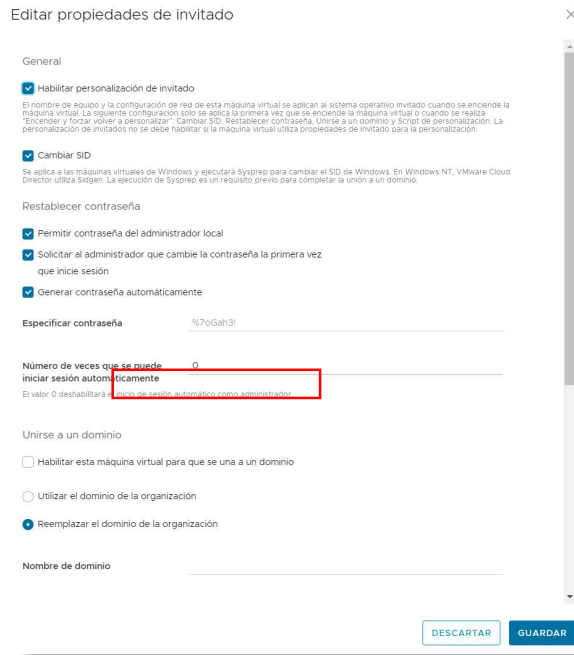 Editar propiedades de invitado
General
Habilitar personalización de invitado
El nombre de equipo y la configuración de red de esta máquina virtual se aplican al sistema operativo invitado cuando se enciende la
máquina virtual. La siguiente configuración solo se aplica la primera vez que se enciende la máquina virtual o cuando se realiza
"Encender y forzar volver a personalizar": Cambiar SID, Restablecer contraseña, Unirse a un dominio y Script de personalización. La
personalización de invitados no se debe habilitar si la máquina virtual utiliza propiedades de invitado para la personalización.
Cambiar SID
Se aplica a las máquinas virtuales de Windows y ejecutará Sysprep para cambiar el SID de Windows. En Windows NT, VMware Cloud
Director utiliza Sidgen. La ejecución de Sysprep es un requisito previo para completar la unión a un dominio.
Restablecer contraseña
Permitir contraseña del administrador local
Solicitar al administrador que cambie la contraseña la primera vez
que inicie sesión
Generar contraseña automáticamente
Especificar contraseña %7oGah3!
Número de veces que se puede 0
iniciar sesión automáticamente
El valor 0 deshabilitará el inicio de sesión automático como administrador.
Unirse a un dominio
Habilitar esta máquina virtual para que se una a un dominio
Utilizar el dominio de la organización
Reemplazar el dominio de la organización
Nombre de dominio
DESCARTAR GUARDAR